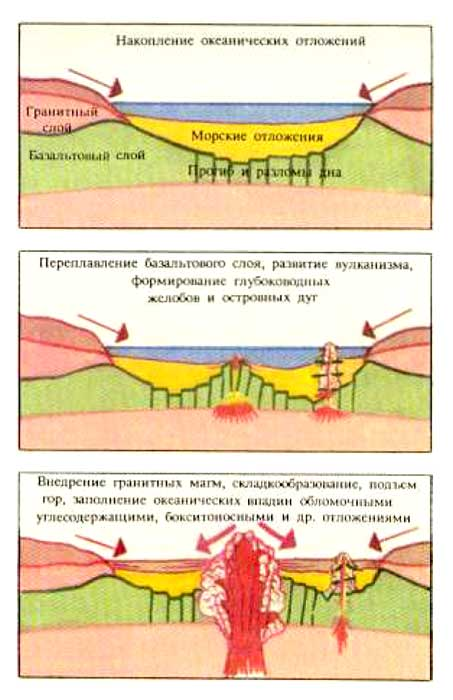 Накопление океанических отложений
Гранитный
слой
Морские отложения
Базальтовый слой
Прогиб и разломы дна
Переплавление базальтового слоя, развитие вулканизма,
формирование глубоководных
желобов и островных дуг
Внедрение гранитных магм, складкообразование, подъем
гор, заполнение океанических впадин обломочными
углесодержащими, бокситоносными и др. отложениями